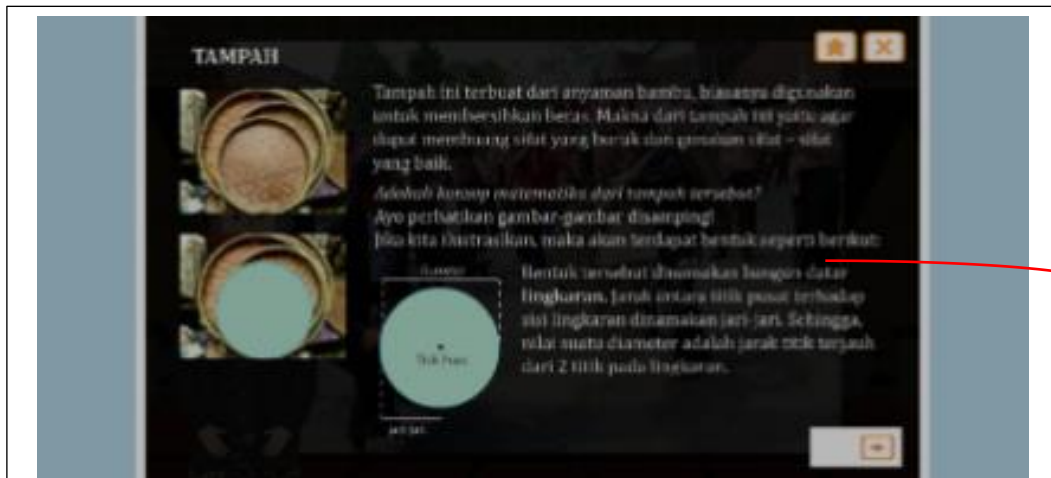 TAMPAH
Tampah ini terbuat dari anyaman bambu, biasanya digunakan
untuk membersihkan beras. Makna dari tampah ini yaitu agar
dapat membuang sifat yang buruk dan gunakan sifat – sifat
yang baik.
Adakah konsep matematika dari tampah tersebut?
Ayo perhatikan gambar-gambar disamping!
Jika kita ilustrasikan, maka akan terdapat bentuk seperti berikut:
Diameter
Titik Pusat
Jari-jari
Bentuk tersebut dinamakan bangun datar
lingkaran. Jarak antara titik pusat terhadap
sisi lingkaran dinamakan jari-jari. Sehingga,
nilai suatu diameter adalah jarak titik terjauh
dari 2 titik pada lingkaran.